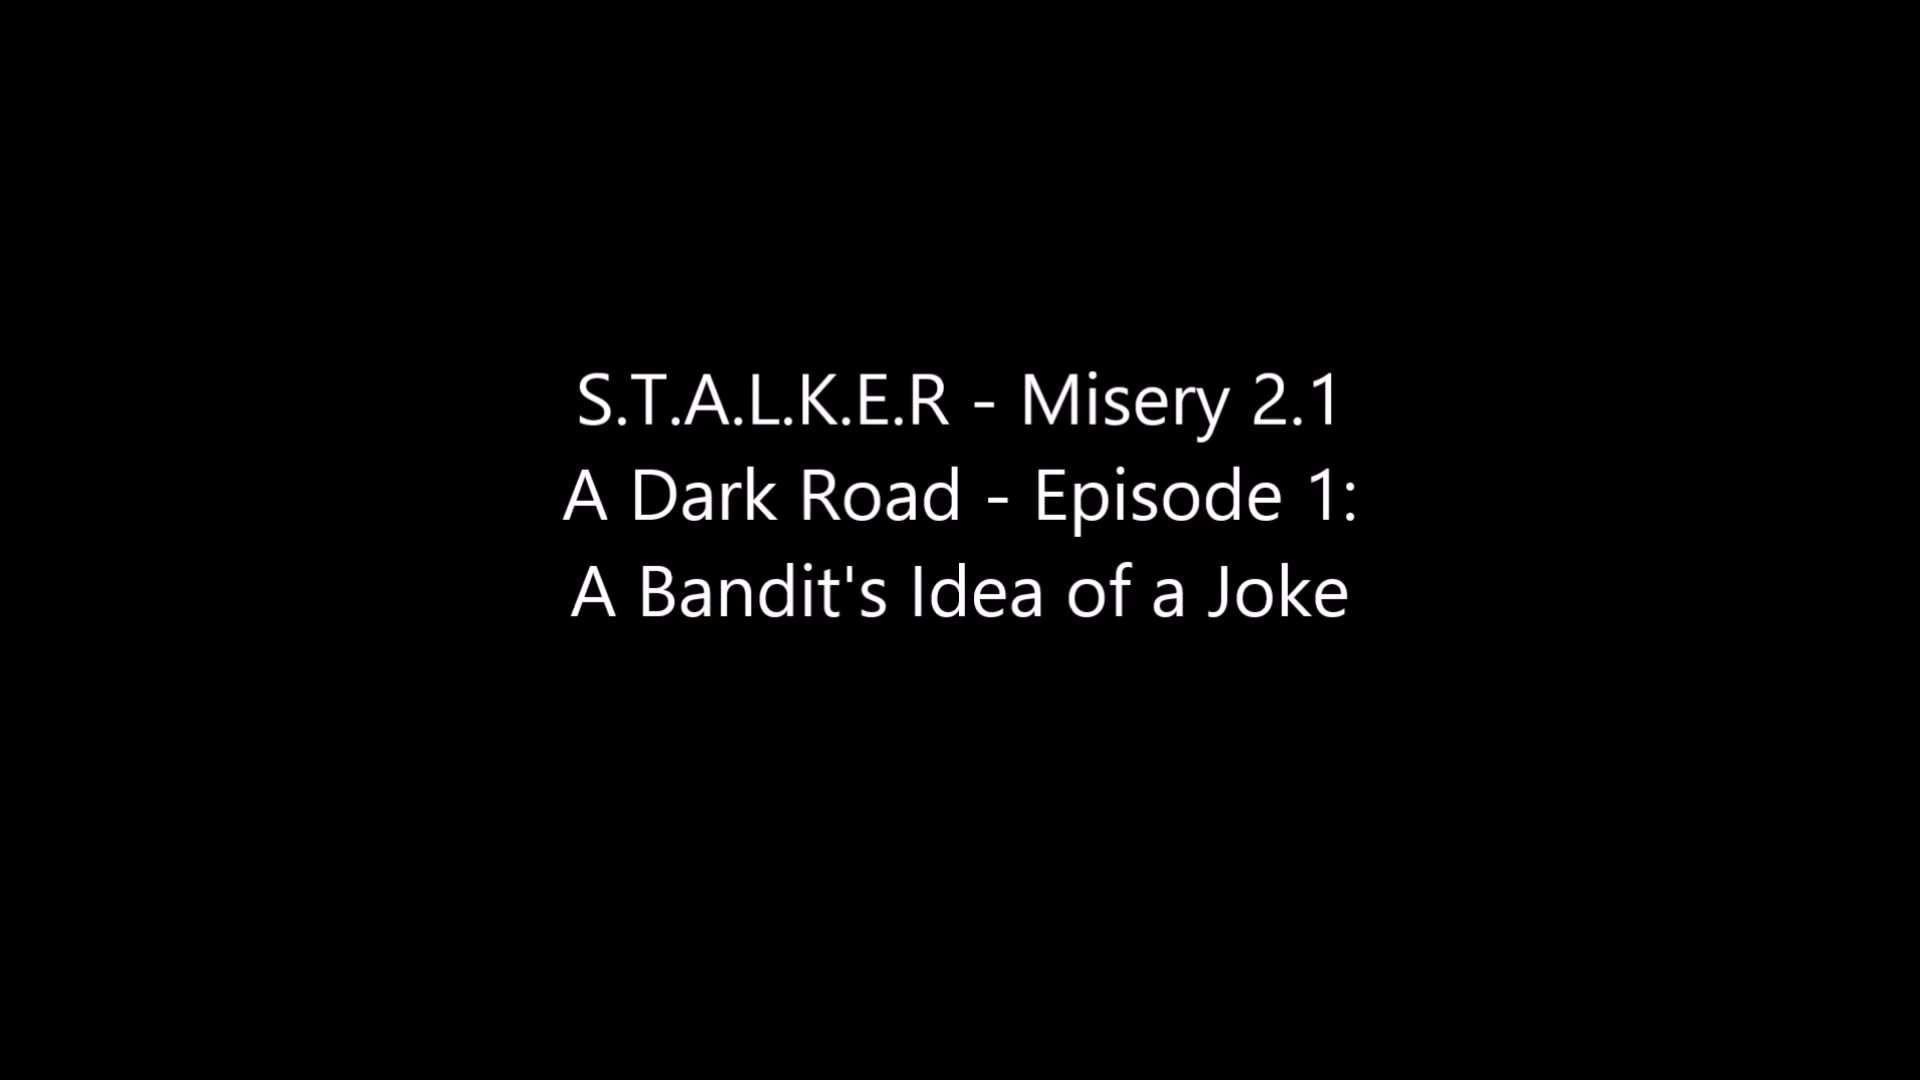 S.T.A.L.K.E.R - Misery 2.1
A Dark Road - Episode 1:
A Bandit's Idea of a Joke